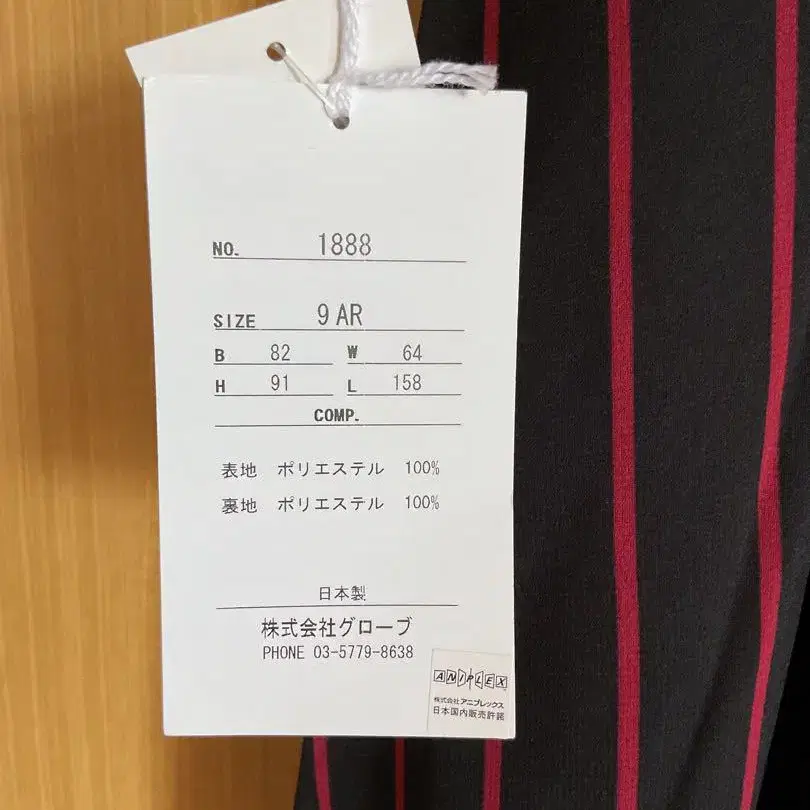 NO. 1888
SIZE 9 AR
B 82 W 64
H 91 L 158
COMP.
表地 ポリエステル 100%
裏地 ポリエステル 100%
日本製
株式会社グローブ
PHONE 03-5779-8638
ANIPLEX
株式会社アニプレックス
日本国内販売許諾